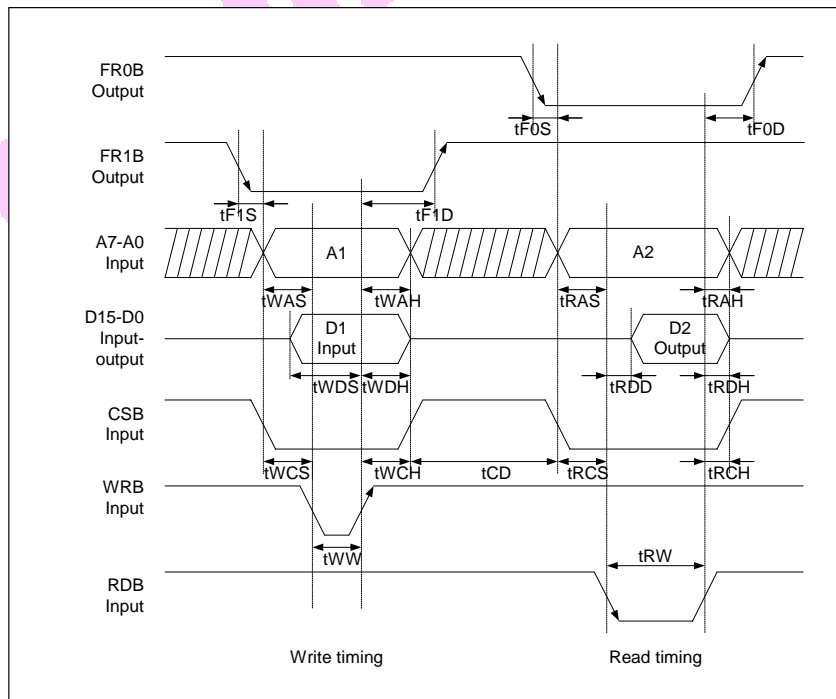 FR0B
Output
tF0S
tF0D
FR1B
Output
tF1S
tF1D
A7-A0
Input
A1
A2
tWAS
tWAH
tRAS
tRAH
D15-D0
Input-
output
D1
Input
D2
Output
tWDS
tWDH
tRDD
tRDH
CSB
Input
tWCS
tWCH
tCD
tRCS
tRCH
WRB
Input
tWW
tRW
RDB
Input
Write timing
Read timing